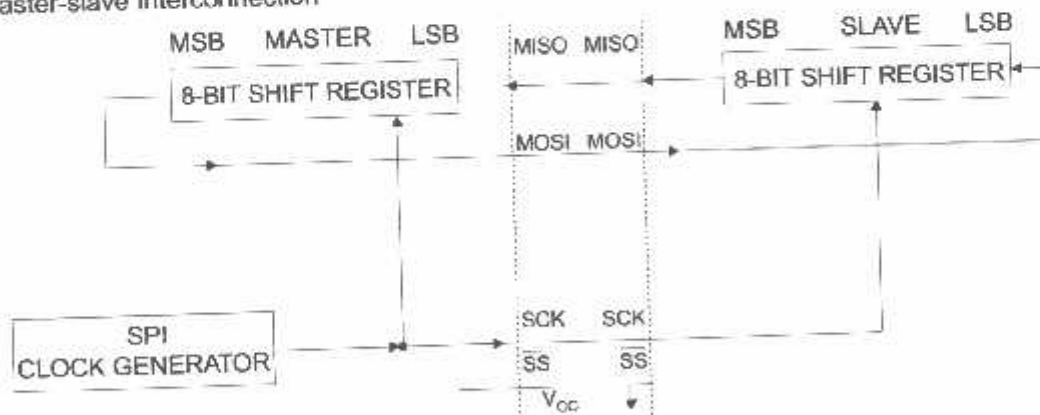 aster-slave interconnection
MSB MASTER LSB
8-BIT SHIFT REGISTER
MISO MISO
MSB SLAVE LSB
8-BIT SHIFT REGISTER
MOSI MOSI
SPI
CLOCK GENERATOR
SCK SCK
SS SS
VCC